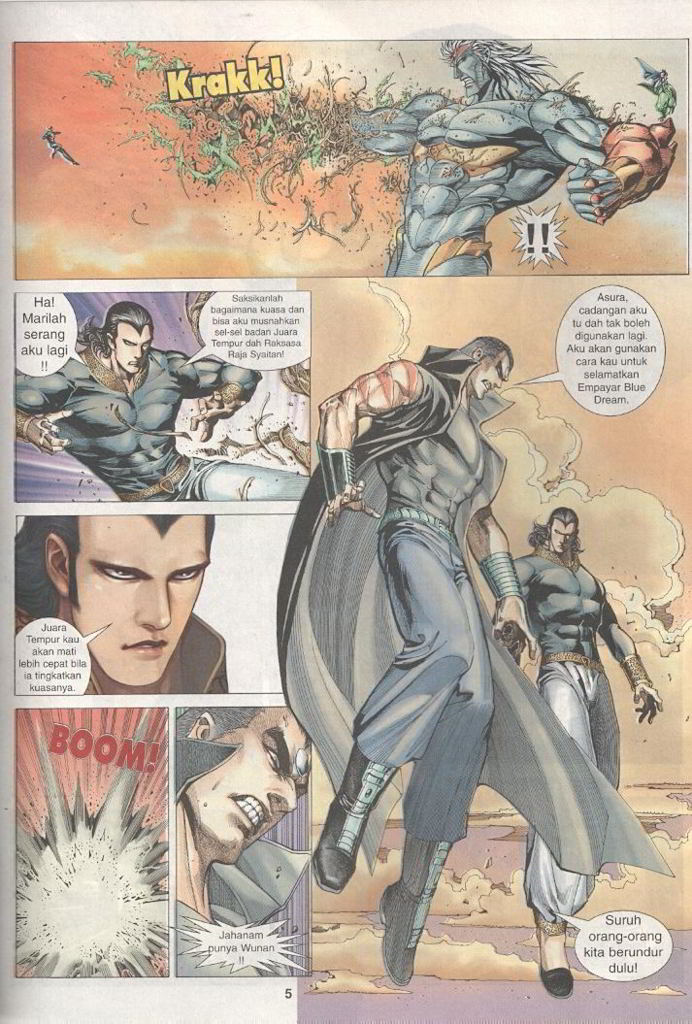 Krakk!
!!
Ha!
Marilah
serang
aku lagi
!!
Saksikanlah
bagaimana kuasa dan
bisa aku musnahkan
sel-sel badan Juara
Tempur dah Raksasa
Raja Syaitan!
Asura,
cadangan aku
tu dah tak boleh
digunakan lagi.
Aku akan gunakan
cara kau untuk
selamatkan
Empayar Blue
Dream.
Juara
Tempur kau
akan mati
lebih cepat bila
ia tingkatkan
kuasanya.
BOOM!
Jahanam
punya Wunan
!!
Suruh
orang-orang
kita berundur
dulu!
5